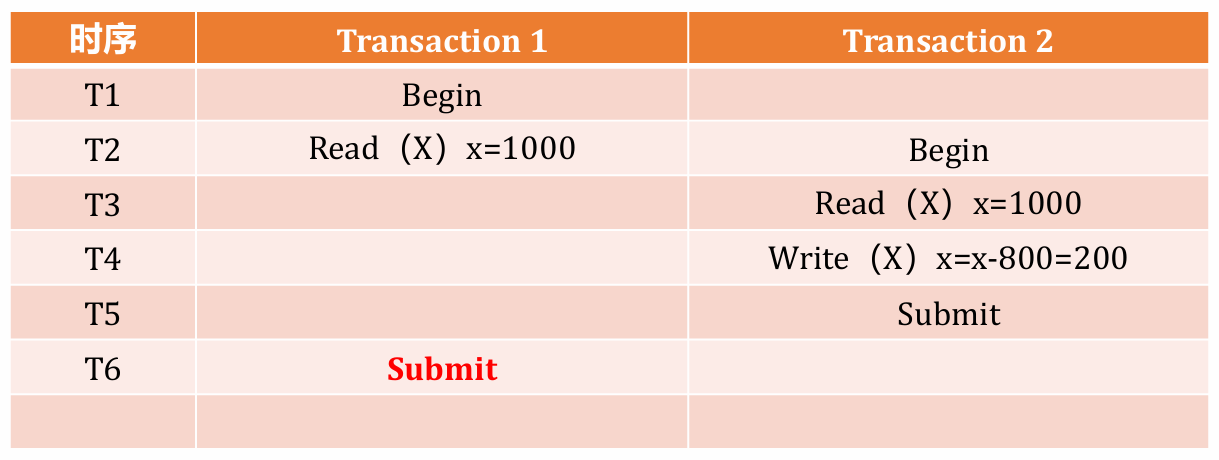 时序 Transaction 1 Transaction 2
T1 Begin
T2 Read（X）x=1000 Begin
T3 Read（X）x=1000
T4 Write（X）x=x-800=200
T5 Submit
T6 Submit